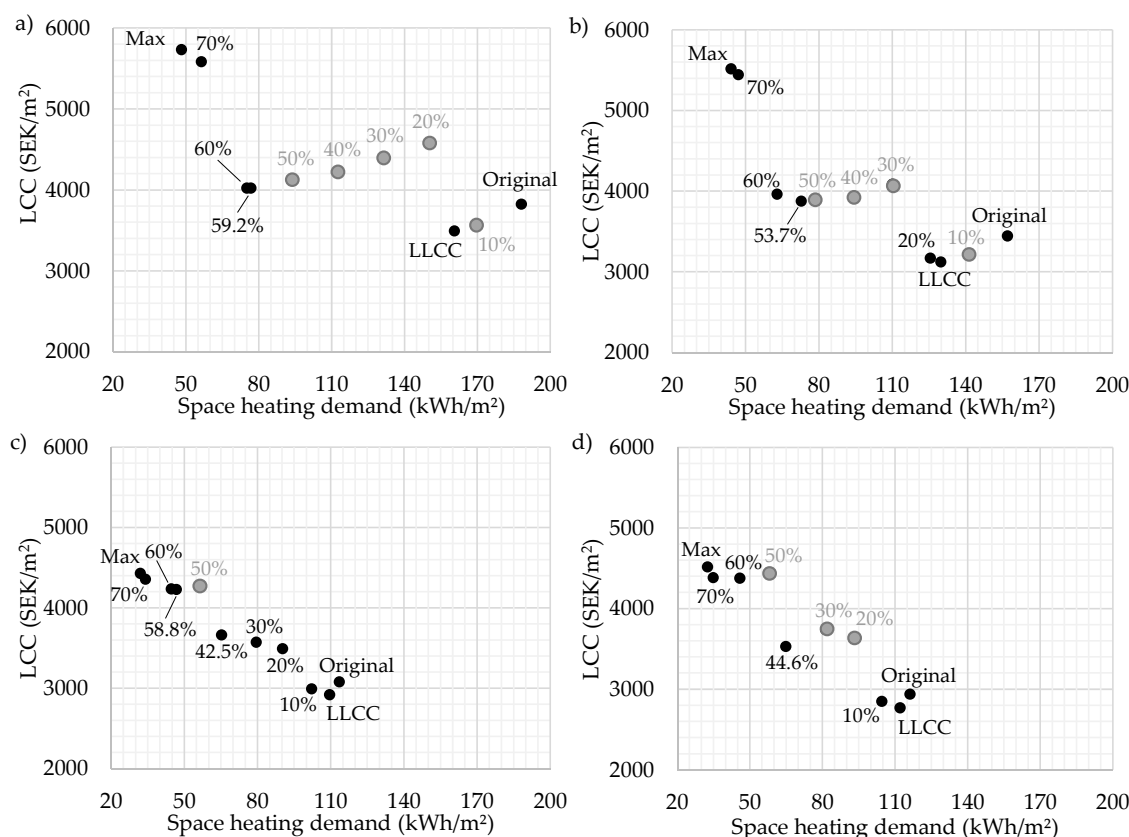 a)
6000
5000
4000
3000
2000
LCC (SEK/m²)
Max
70%
60%
59.2%
50%
40%
30%
20%
Original
LLCC
10%
20 50 80 110 140 170 200
Space heating demand (kWh/m²)
b)
6000
5000
4000
3000
2000
LCC (SEK/m²)
Max
70%
60%
53.7%
50%
40%
30%
20%
LLCC
10%
Original
20 50 80 110 140 170 200
Space heating demand (kWh/m²)
c)
6000
5000
4000
3000
2000
LCC (SEK/m²)
Max
70%
60%
58.8%
50%
42.5%
30%
20%
10%
Original
LLCC
20 50 80 110 140 170 200
Space heating demand (kWh/m²)
d)
6000
5000
4000
3000
2000
LCC (SEK/m²)
Max
70%
60%
50%
44.6%
30%
20%
10%
Original
LLCC
20 50 80 110 140 170 200
Space heating demand (kWh/m²)